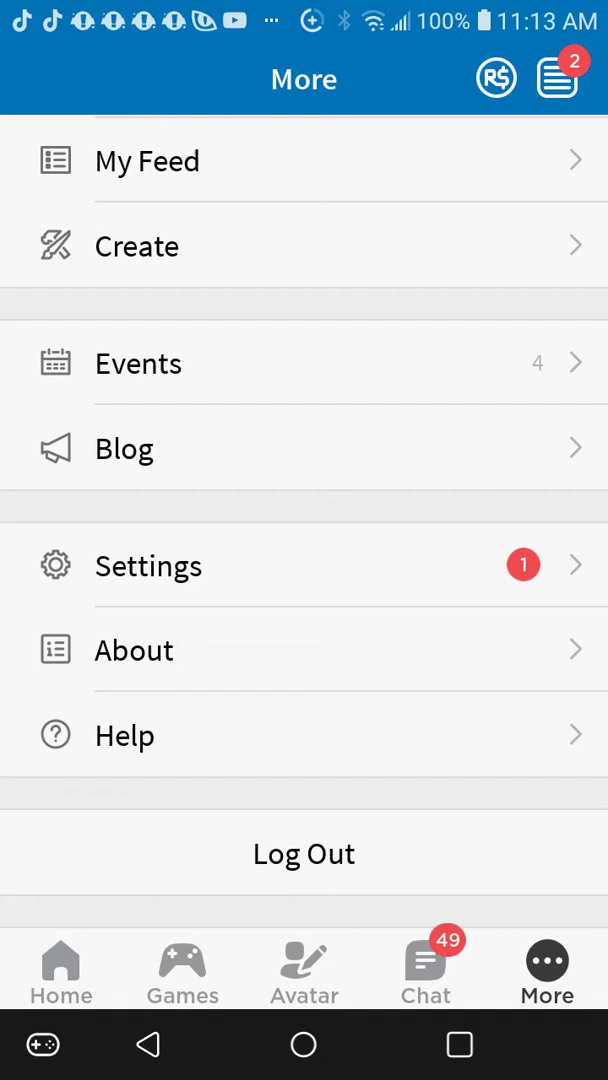 100% 11:13 AM
More R$ 2
My Feed
Create
Events 4
Blog
Settings 1
About
Help
Log Out
49
Home Games Avatar Chat More